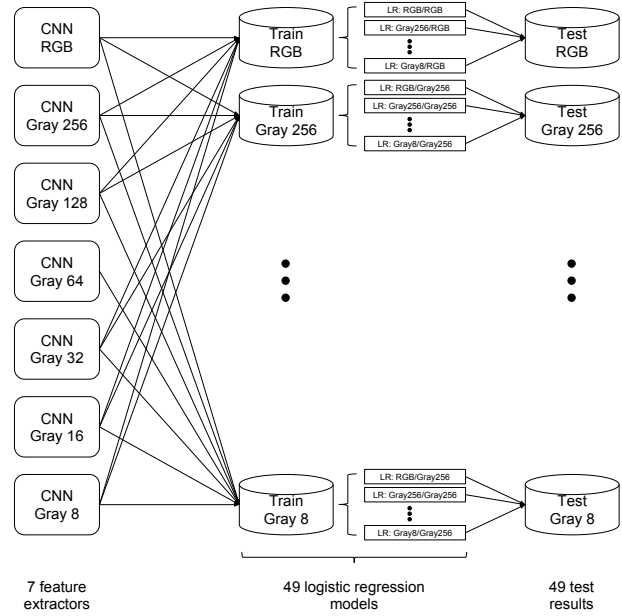 CNN
RGB
CNN
Gray 256
CNN
Gray 128
CNN
Gray 64
CNN
Gray 32
CNN
Gray 16
CNN
Gray 8
7 feature
extractors
Train
RGB
LR: RGB/RGB
LR: Gray256/RGB
LR: Gray8/RGB
Train
Gray 256
LR: RGB/Gray256
LR: Gray256/Gray256
LR: Gray8/Gray256
Train
Gray 8
LR: RGB/Gray256
LR: Gray256/Gray256
LR: Gray8/Gray256
49 logistic regression
models
Test
RGB
Test
Gray 256
Test
Gray 8
49 test
results